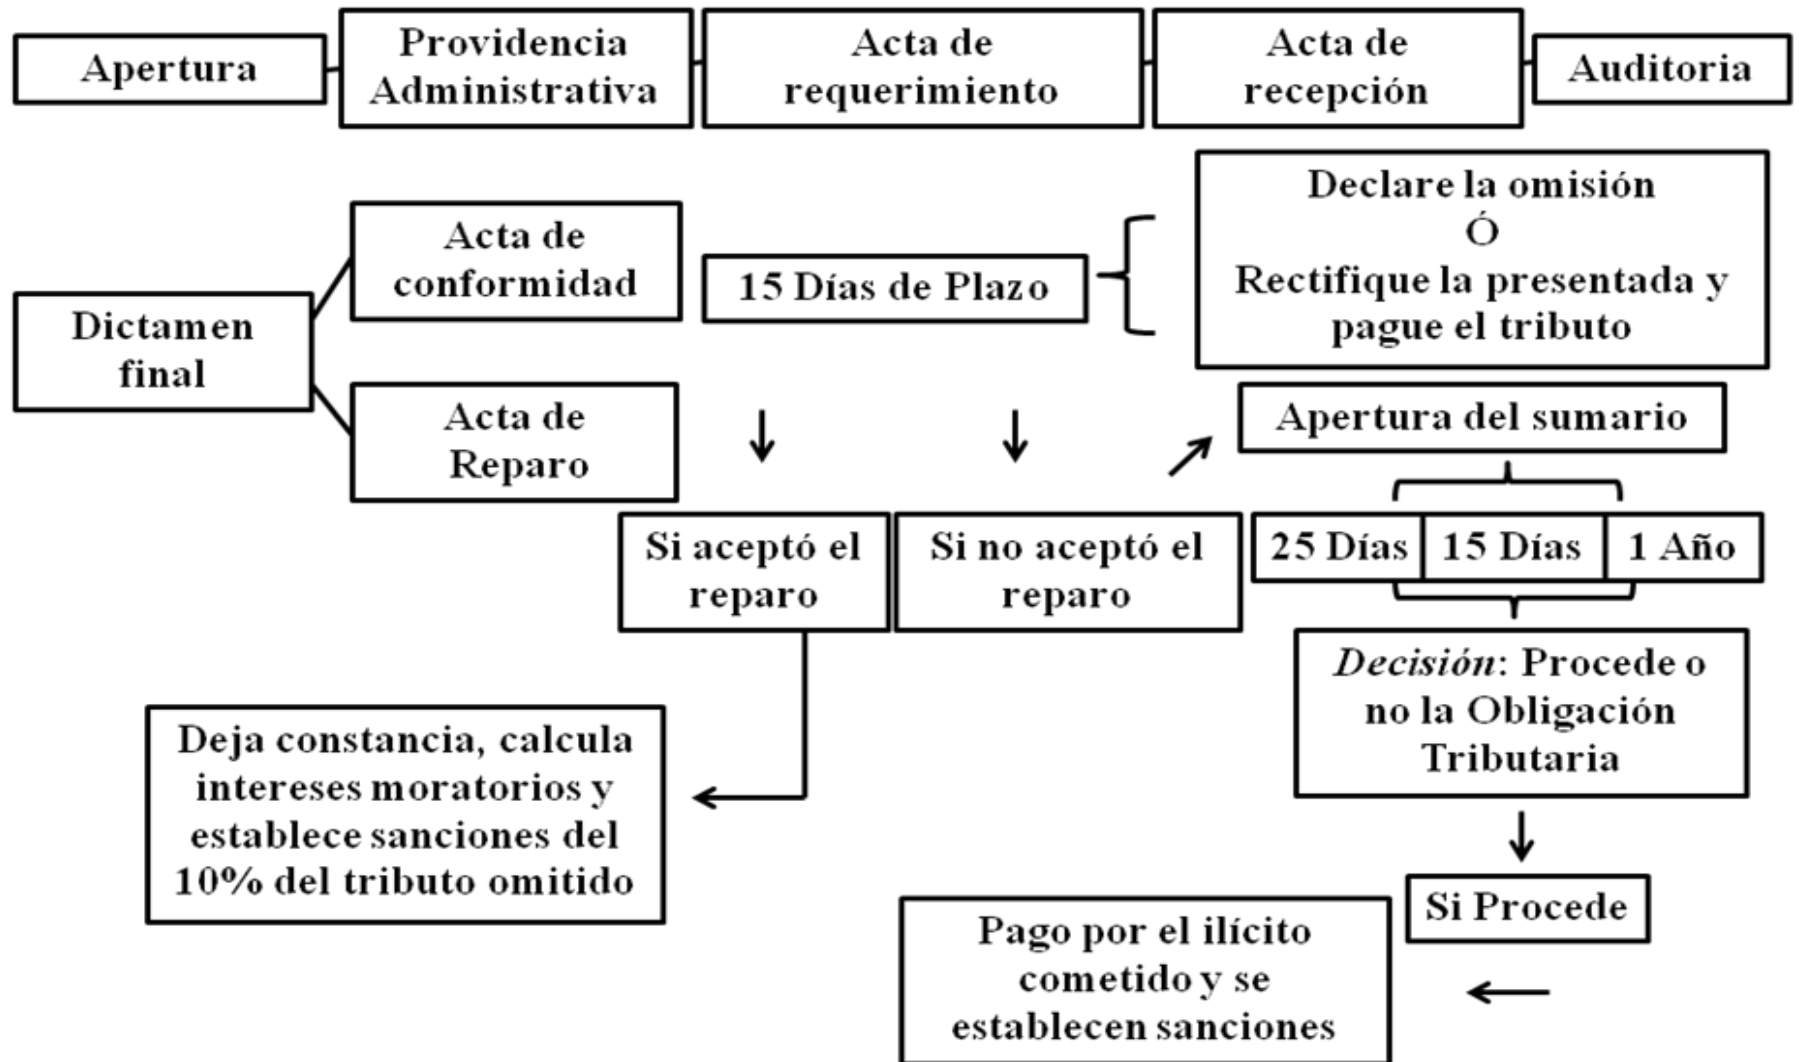 Apertura
Providencia
Administrativa
Acta de
requerimiento
Acta de
recepción
Auditoria
Dictamen
final
Acta de
conformidad
Acta de
Reparo
15 Días de Plazo
Declare la omisión
Ó
Rectifique la presentada y
pague el tributo
Si aceptó el
reparo
Si no aceptó el
reparo
Apertura del sumario
25 Días
15 Días
1 Año
Decisión: Procede o
no la Obligación
Tributaria
Deja constancia, calcula
intereses moratorios y
establece sanciones del
10% del tributo omitido
Si Procede
Pago por el ilícito
cometido y se
establecen sanciones